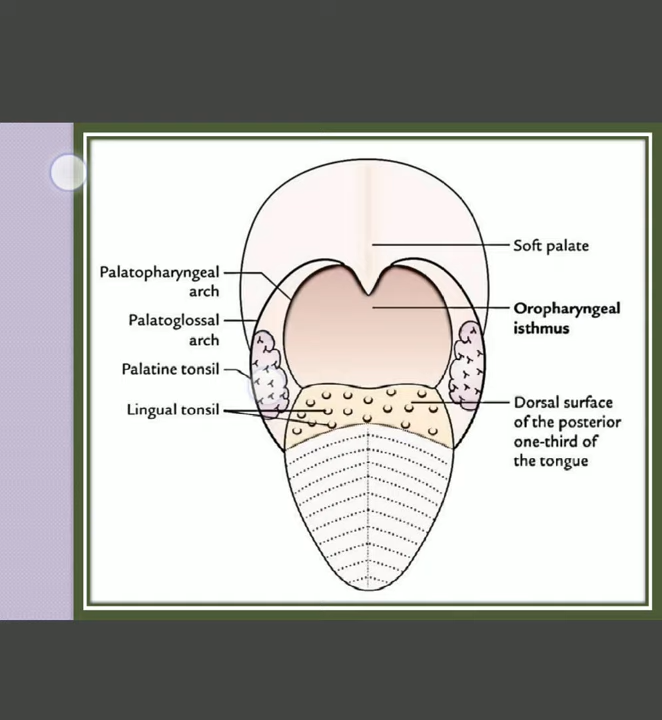 Soft palate
Palatopharyngeal
arch
Oropharyngeal
isthmus
Palatoglossal
arch
Palatine tonsil
Lingual tonsil
Dorsal surface
of the posterior
one-third of
the tongue